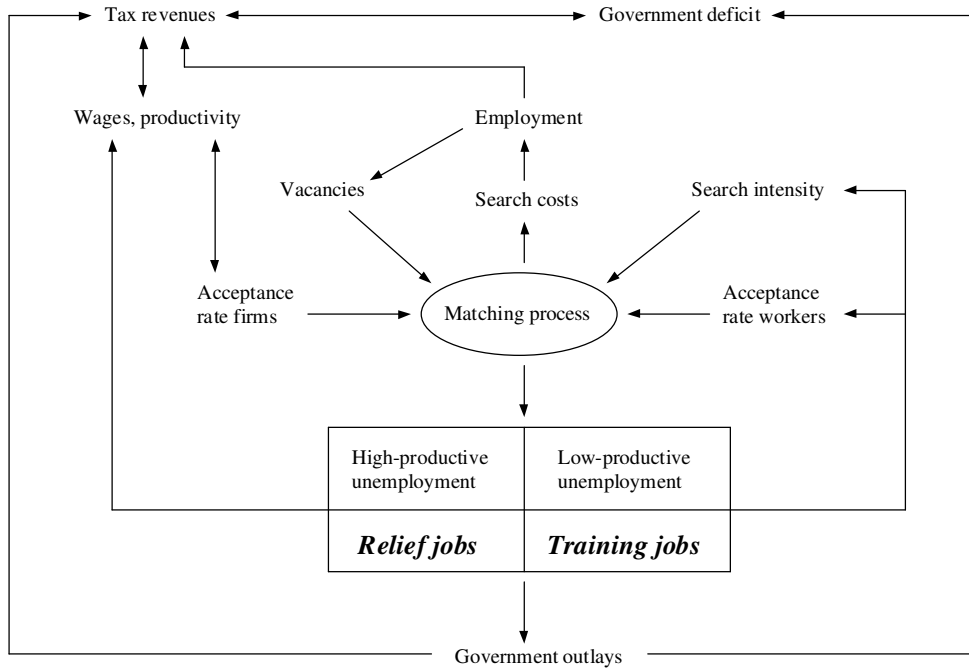 Tax revenues
Government deficit
Wages, productivity
Employment
Vacancies
Search costs
Search intensity
Acceptance
rate firms
Matching process
Acceptance
rate workers
High-productive
unemployment
Low-productive
unemployment
Relief jobs
Training jobs
Government outlays